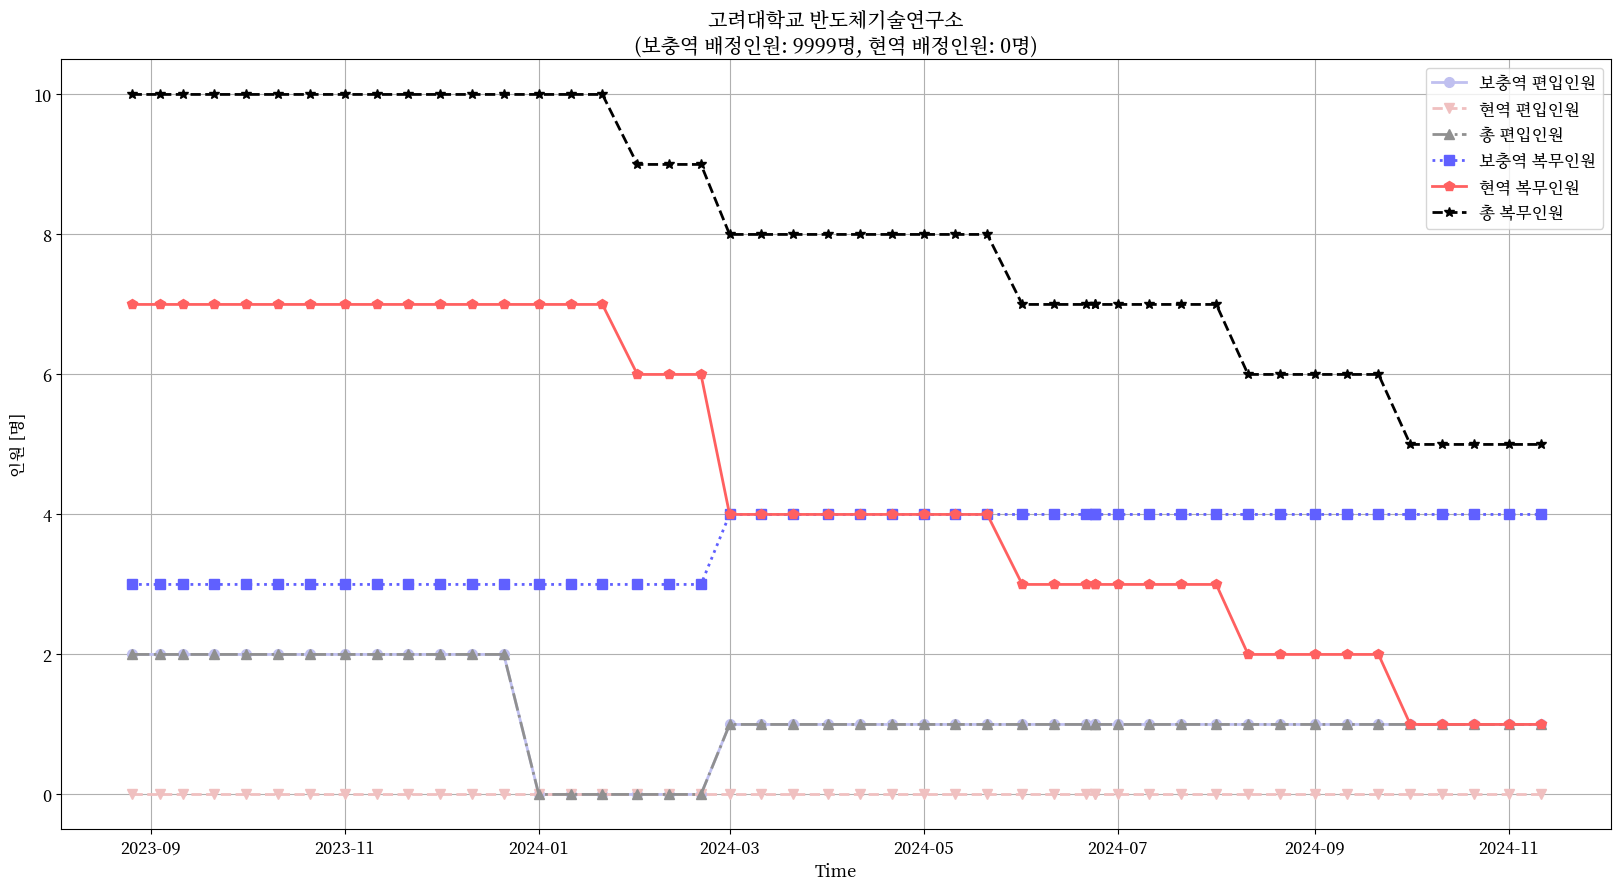 고려대학교 반도체기술연구소
(보충역 배정인원: 9999명, 현역 배정인원: 0명)
보충역 편입인원
현역 편입인원
총 편입인원
보충역 복무인원
현역 복무인원
총 복무인원
인원 [명]
10
8
6
4
2
0
2023-09
2023-11
2024-01
2024-03
2024-05
2024-07
2024-09
2024-11
Time